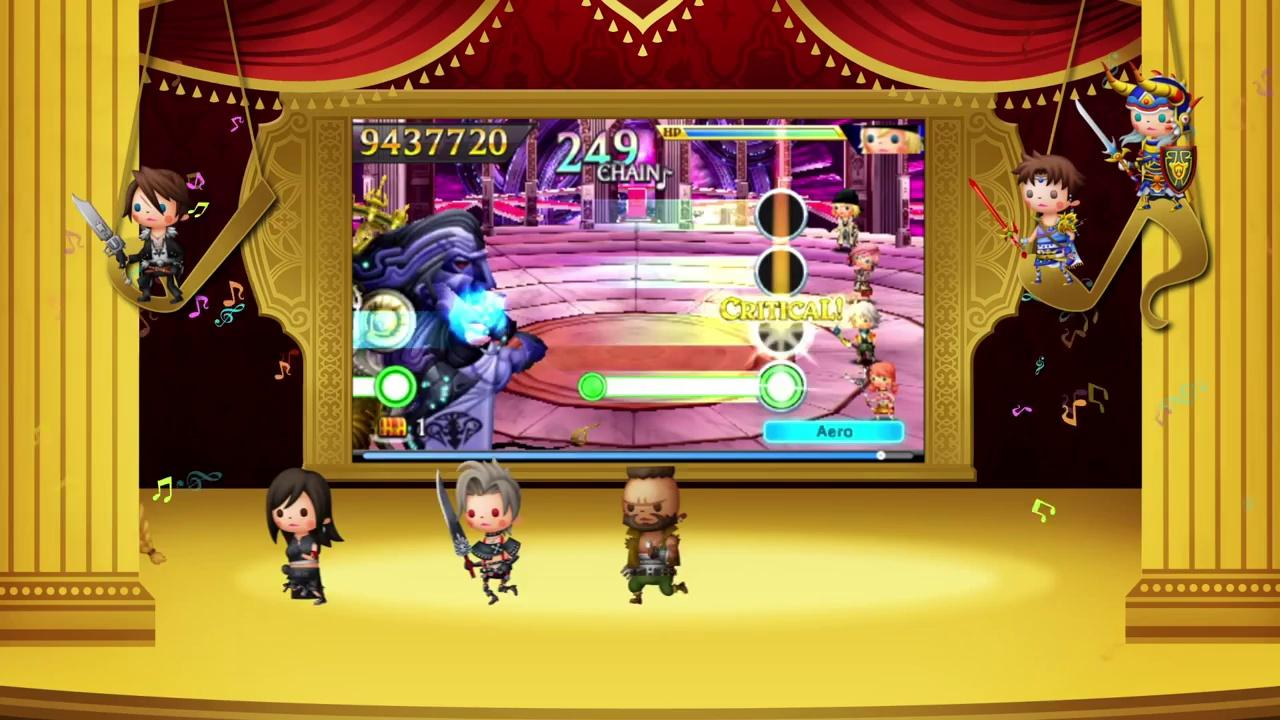 9437720
249
CHAIN
HP
CRITICAL!
1
Aero